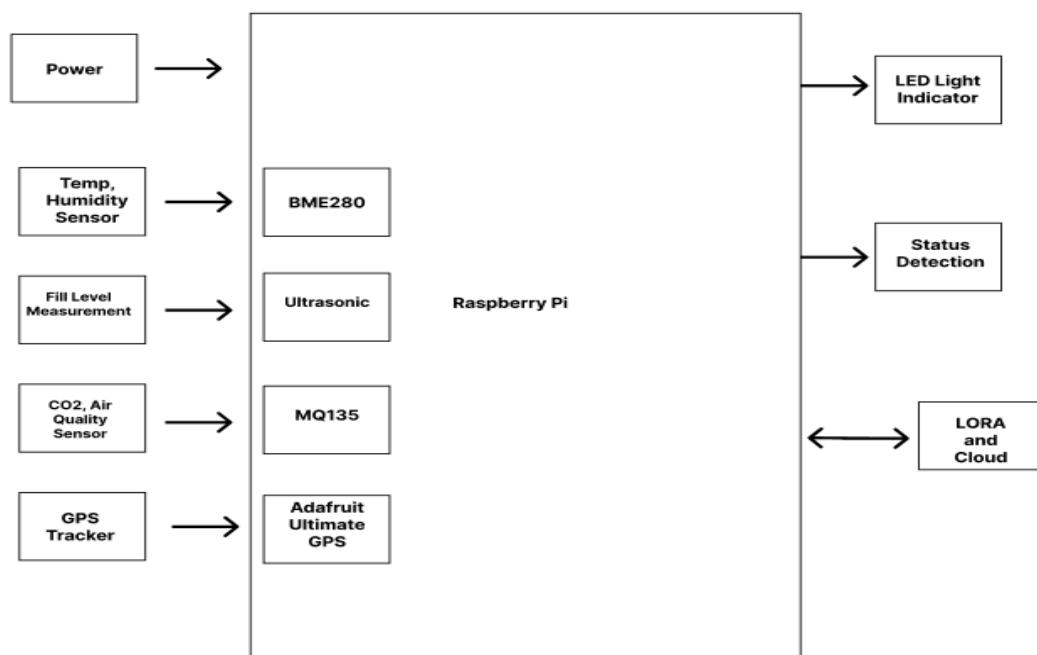 Power
LED Light
Indicator
Temp,
Humidity
Sensor
BME280
Status
Detection
Fill Level
Measurement
Ultrasonic
Raspberry Pi
CO2, Air
Quality
Sensor
MQ135
LORA
and
Cloud
GPS
Tracker
Adafruit
Ultimate
GPS